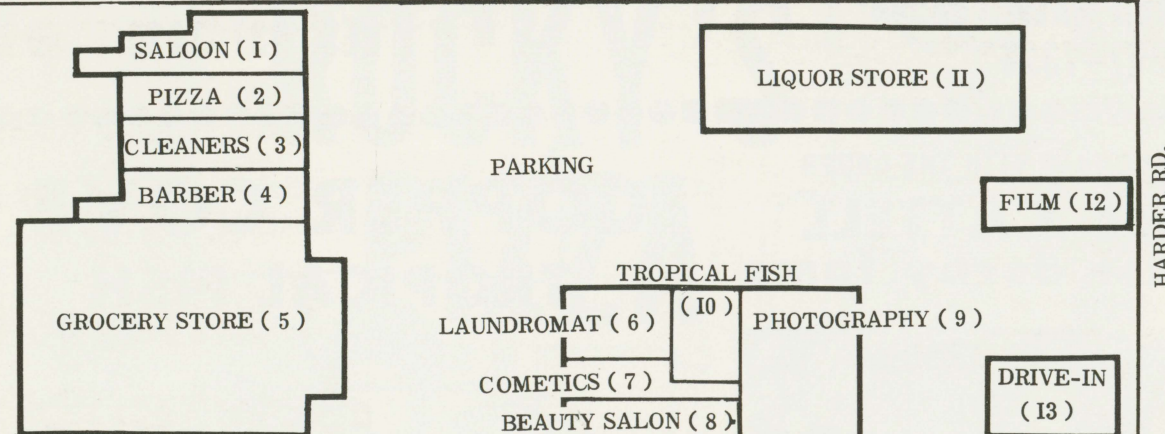 SALOON ( I )
PIZZA ( 2 )
CLEANERS ( 3 )
BARBER ( 4 )
GROCERY STORE ( 5 )
PARKING
LIQUOR STORE ( II )
FILM ( I2 )
HARDER RD.
TROPICAL FISH
( I0 )
LAUNDROMAT ( 6 )
PHOTOGRAPHY ( 9 )
COMETICS ( 7 )
BEAUTY SALON ( 8 )
DRIVE-IN
( I3 )